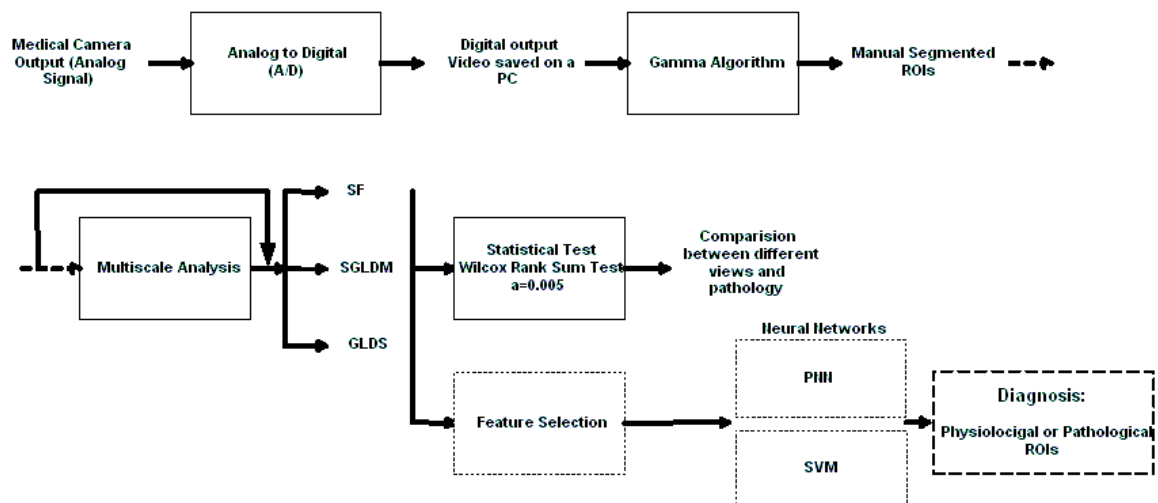 Medical Camera
Output (Analog
Signal)
Analog to Digital
(A/D)
Digital output
Video saved on a
PC
Gamma Algorithm
Manual Segmented
ROIs
Multiscale Analysis
SF
SGLDM
GLDS
Statistical Test
Wilcox Rank Sum Test
a=0.005
Comparision
between different
views and
pathology
Feature Selection
Neural Networks
PNN
SVM
Diagnosis:
Physiolocigal or Pathological
ROIs